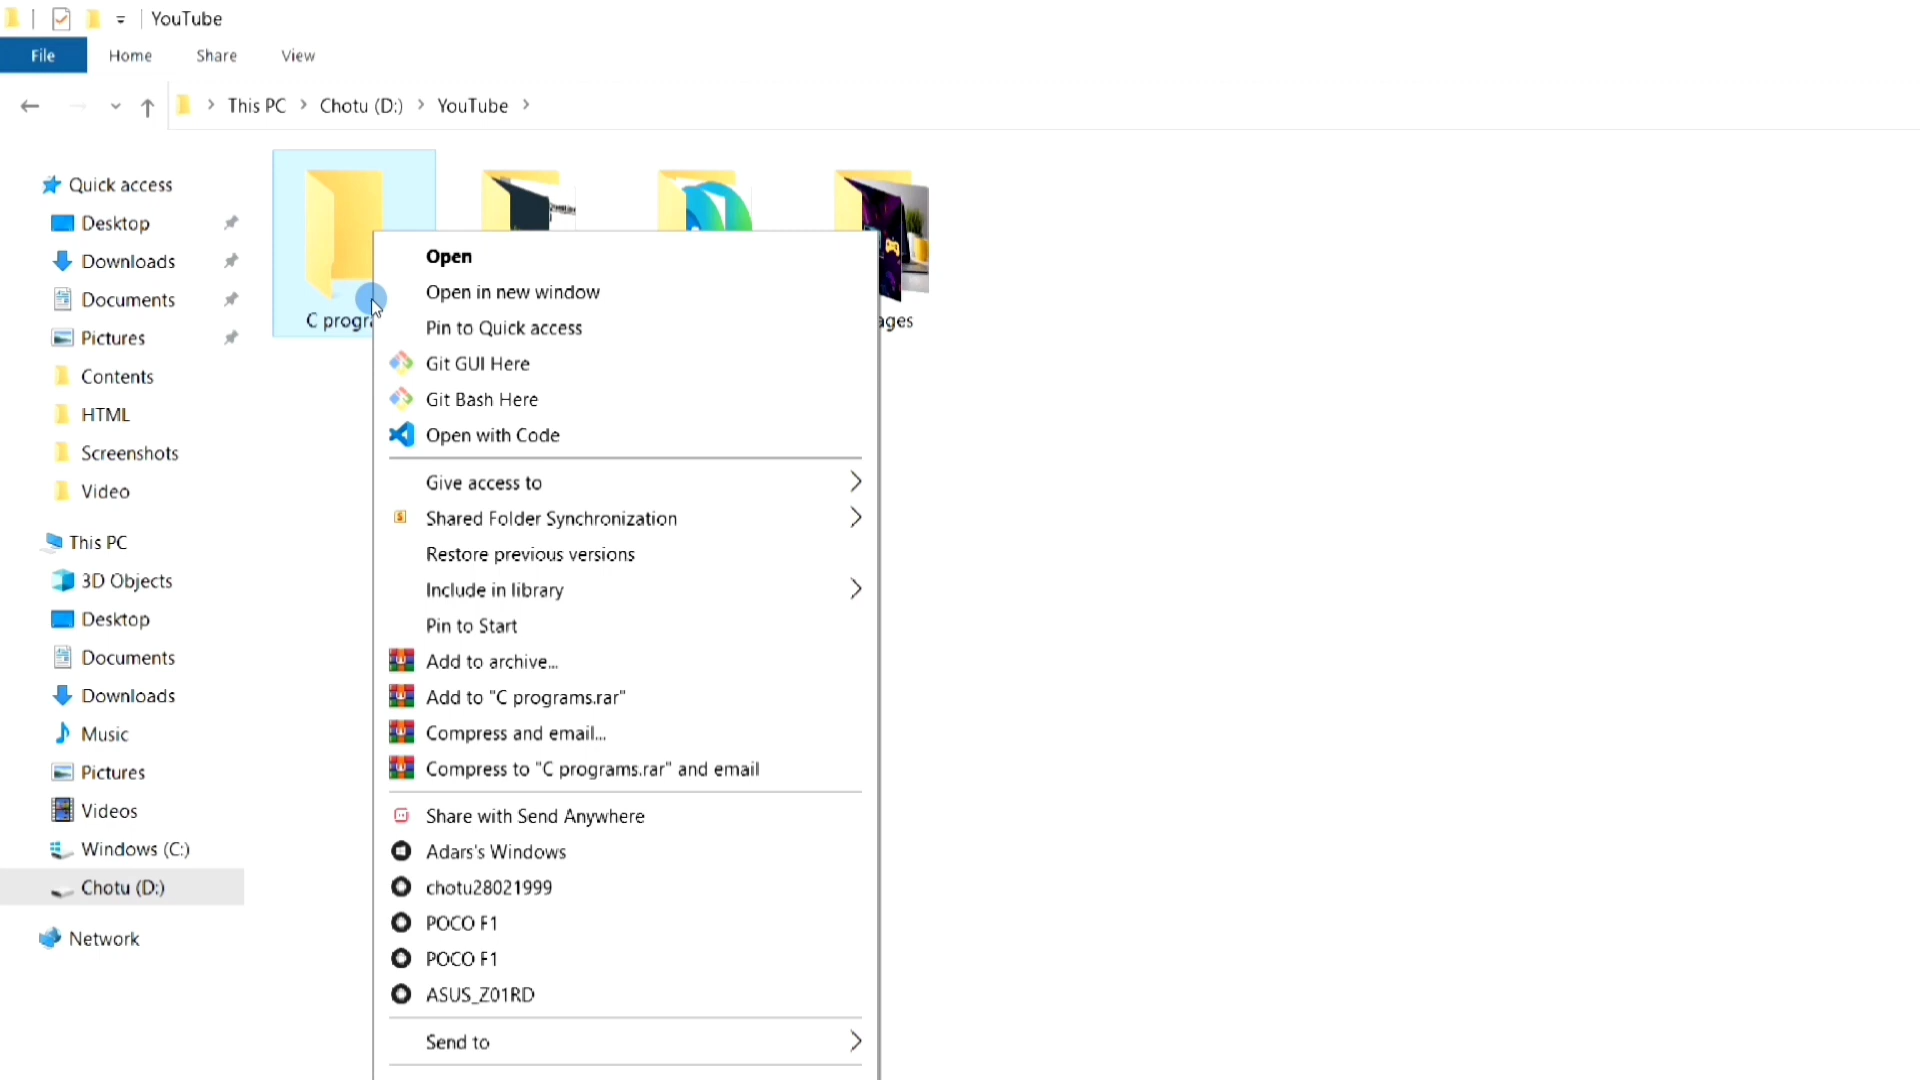 YouTube
File Home Share View
This PC Chotu (D:) YouTube
Quick access
Desktop
Downloads
Documents
Pictures
Contents
HTML
Screenshots
Video
This PC
3D Objects
Desktop
Documents
Downloads
Music
Pictures
Videos
Windows (C:)
Chotu (D:)
Network
C progra
ages
Open
Open in new window
Pin to Quick access
Git GUI Here
Git Bash Here
Open with Code
Give access to
Shared Folder Synchronization
Restore previous versions
Include in library
Pin to Start
Add to archive...
Add to "C programs.rar"
Compress and email...
Compress to "C programs.rar" and email
Share with Send Anywhere
Adars's Windows
chotu28021999
POCO F1
POCO F1
ASUS_Z01RD
Send to